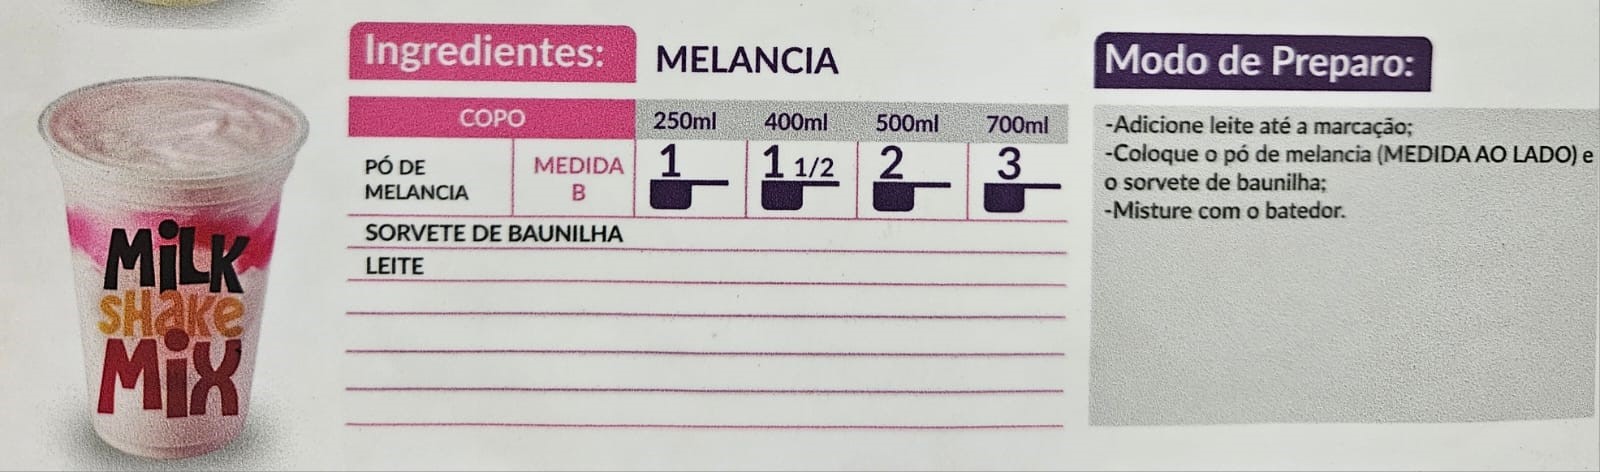 Ingredientes: MELANCIA
COPO 250ml 400ml 500ml 700ml
PÓ DE MELANCIA MEDIDA B 1 1 1/2 2 3
SORVETE DE BAUNILHA
LEITE
Modo de Preparo:
-Adicione leite até a marcação;
-Coloque o pó de melancia (MEDIDA AO LADO) e
o sorvete de baunilha;
-Misture com o batedor.
MiLK
SHaKe
MiX